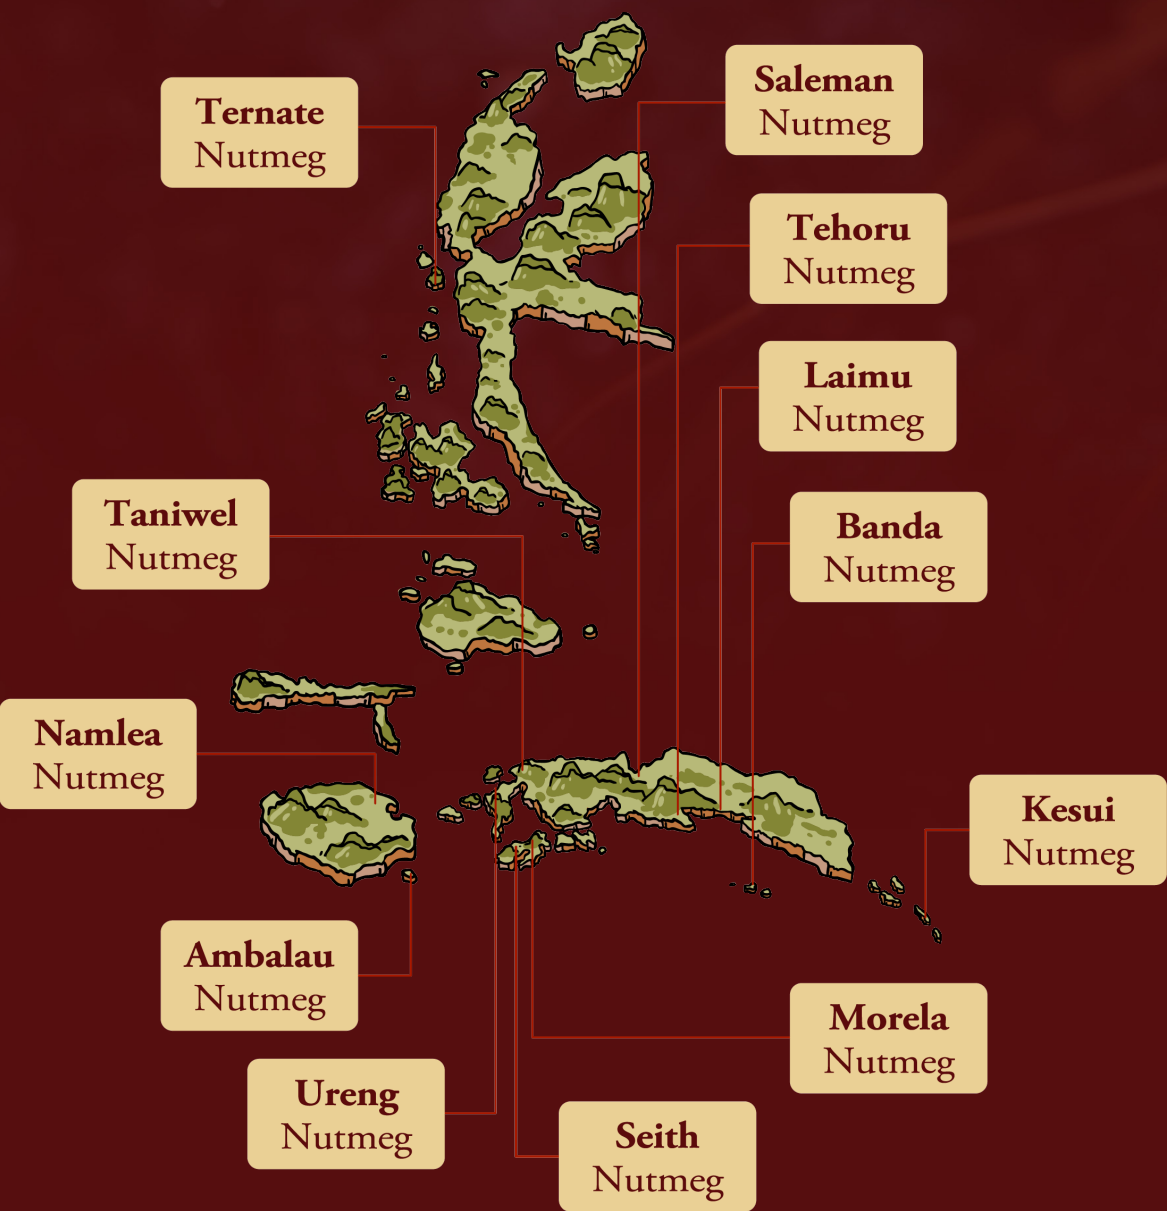 Ternate
Nutmeg
Saleman
Nutmeg
Tehoru
Nutmeg
Laimu
Nutmeg
Taniwel
Nutmeg
Banda
Nutmeg
Namlea
Nutmeg
Kesui
Nutmeg
Ambalau
Nutmeg
Morela
Nutmeg
Ureng
Nutmeg
Seith
Nutmeg